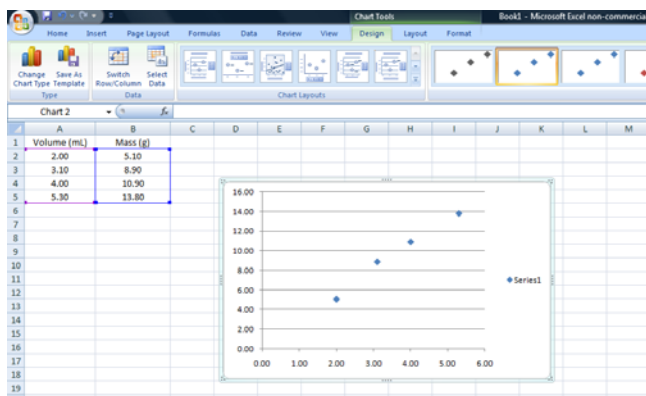 Chart Tools Book1 - Microsoft Excel non-commercia
Home Insert Page Layout Formulas Data Review View Design Layout Format
Change Chart Type Save As Template Switch Row/Column Select Data
Type Data Chart Layouts
Chart 2 fx
A B C D E F G H I J K L M
1 Volume (mL) Mass (g)
2 2.00 5.10
3 3.10 8.90
4 4.00 10.90
5 5.30 13.80
6
7
8
9
10
11
12
13
14
15
16
17
18
19
16.00
14.00
12.00
10.00
8.00
6.00
4.00
2.00
0.00
0.00 1.00 2.00 3.00 4.00 5.00 6.00
Series1